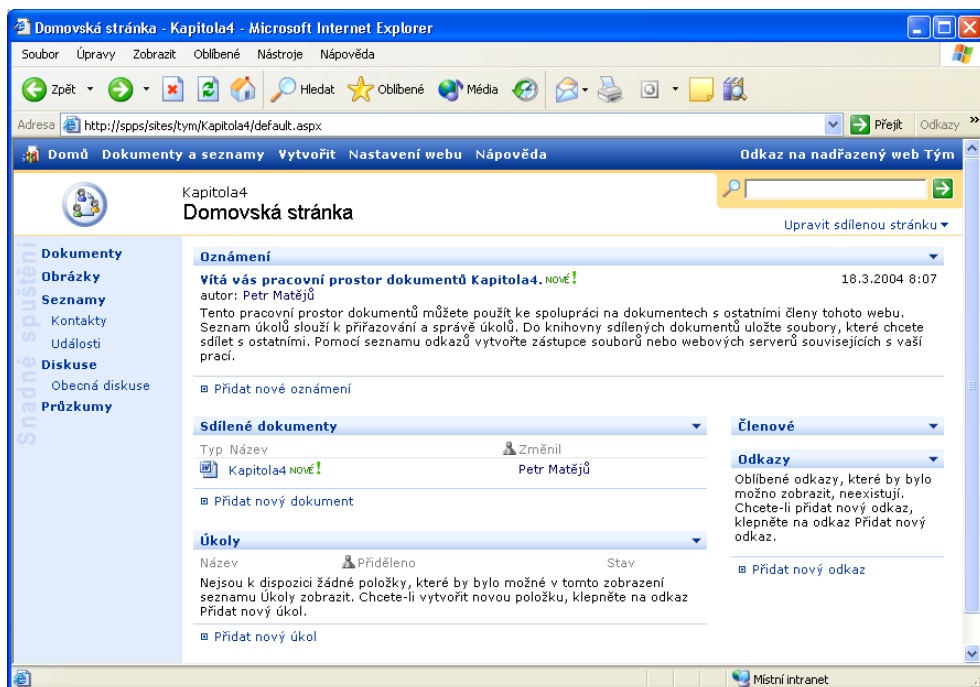 Domovská stránka - Kapitola4 - Microsoft Internet Explorer
Soubor Úpravy Zobrazit Oblíbené Nástroje Nápověda
Zpět Hledat Oblíbené Média
Adresa http://spps/sites/tym/Kapitola4/default.aspx Přejít Odkazy »
Domů Dokumenty a seznamy Vytvořit Nastavení webu Nápověda Odkaz na nadřazený web Tým
Kapitola4
Domovská stránka
Upravit sdílenou stránku
Snadné spuštění
Dokumenty
Obrázky
Seznamy
Kontakty
Události
Diskuse
Obecná diskuse
Průzkumy
Oznámení
Vítá vás pracovní prostor dokumentů Kapitola4. NOVÉ! 18.3.2004 8:07
autor: Petr Matějů
Tento pracovní prostor dokumentů můžete použít ke spolupráci na dokumentech s ostatními členy tohoto webu.
Seznam úkolů slouží k přiřazování a správě úkolů. Do knihovny sdílených dokumentů uložte soubory, které chcete
sdílet s ostatními. Pomocí seznamu odkazů vytvořte zástupce souborů nebo webových serverů souvisejících s vaší
prací.
Přidat nové oznámení
Sdílené dokumenty
Typ Název Změnil
Kapitola4 NOVÉ! Petr Matějů
Přidat nový dokument
Úkoly
Název Přiděleno Stav
Nejsou k dispozici žádné položky, které by bylo možné v tomto zobrazení
seznamu Úkoly zobrazit. Chcete-li vytvořit novou položku, klepněte na odkaz
Přidat nový úkol.
Přidat nový úkol
Členové
Odkazy
Oblíbené odkazy, které by bylo
možno zobrazit, neexistují.
Chcete-li přidat nový odkaz,
klepněte na odkaz Přidat nový
odkaz.
Přidat nový odkaz
Místní intranet